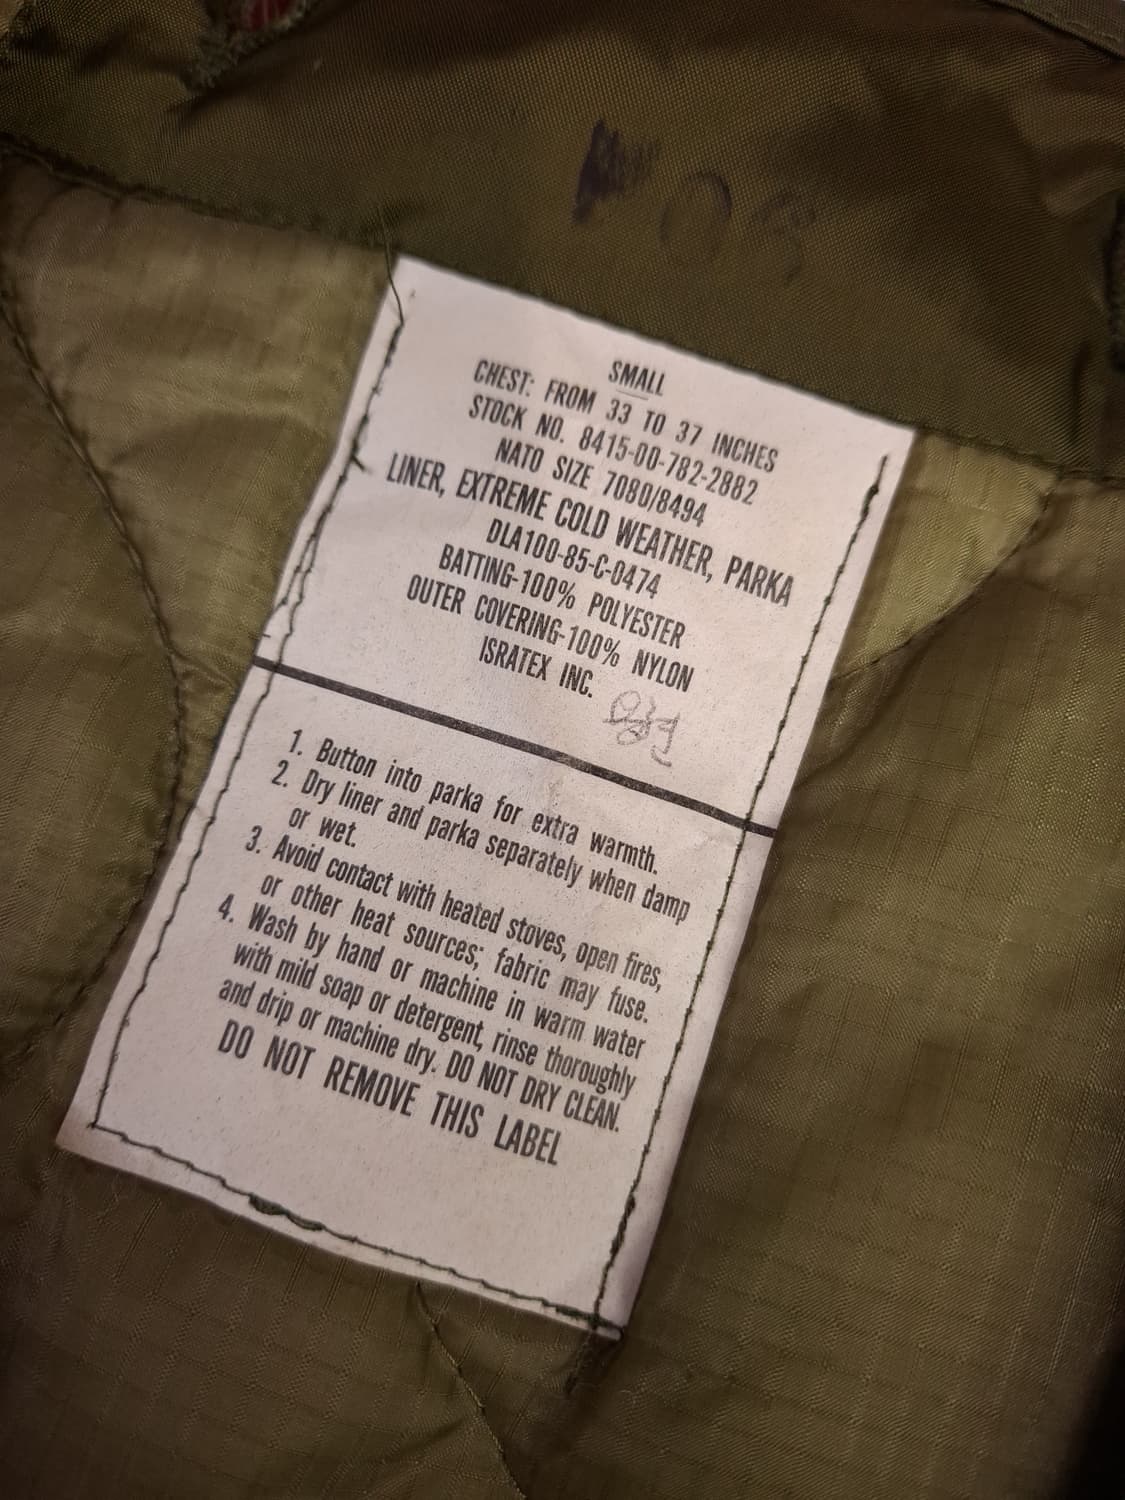 03
SMALL
CHEST: FROM 33 TO 37 INCHES
STOCK NO. 8415-00-782-2882
NATO SIZE 7080/8494
LINER, EXTREME COLD WEATHER, PARKA
DLA100-85-C-0474
BATTING-100% POLYESTER
OUTER COVERING-100% NYLON
ISRATEX INC.
1. Button into parka for extra warmth.
2. Dry liner and parka separately when damp
or wet.
3. Avoid contact with heated stoves, open fires,
or other heat sources; fabric may fuse.
4. Wash by hand or machine in warm water
with mild soap or detergent, rinse thoroughly
and drip or machine dry. DO NOT DRY CLEAN.
DO NOT REMOVE THIS LABEL